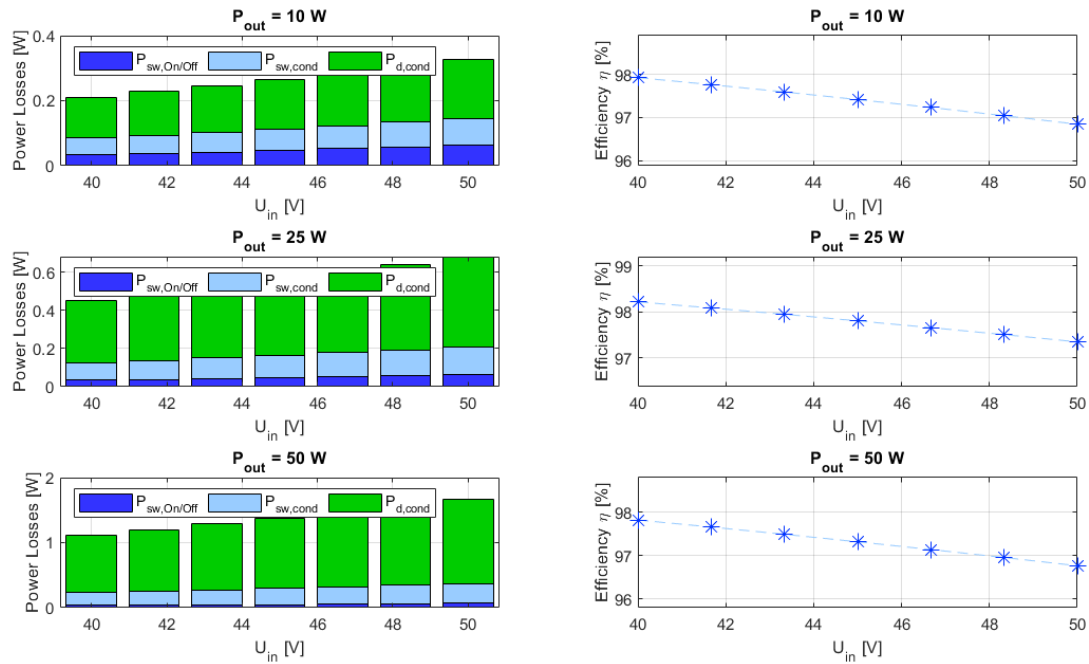 P_out = 10 W
Power Losses [W]
0.4
0.2
0
P_sw,On/Off P_sw,cond P_d,cond
40 42 44 46 48 50
U_in [V]
P_out = 10 W
Efficiency η [%]
98
97
96
40 42 44 46 48 50
U_in [V]
P_out = 25 W
Power Losses [W]
0.6
0.4
0.2
0
P_sw,On/Off P_sw,cond P_d,cond
40 42 44 46 48 50
U_in [V]
P_out = 25 W
Efficiency η [%]
99
98
97
40 42 44 46 48 50
U_in [V]
P_out = 50 W
Power Losses [W]
2
1
0
P_sw,On/Off P_sw,cond P_d,cond
40 42 44 46 48 50
U_in [V]
P_out = 50 W
Efficiency η [%]
98
97
96
40 42 44 46 48 50
U_in [V]